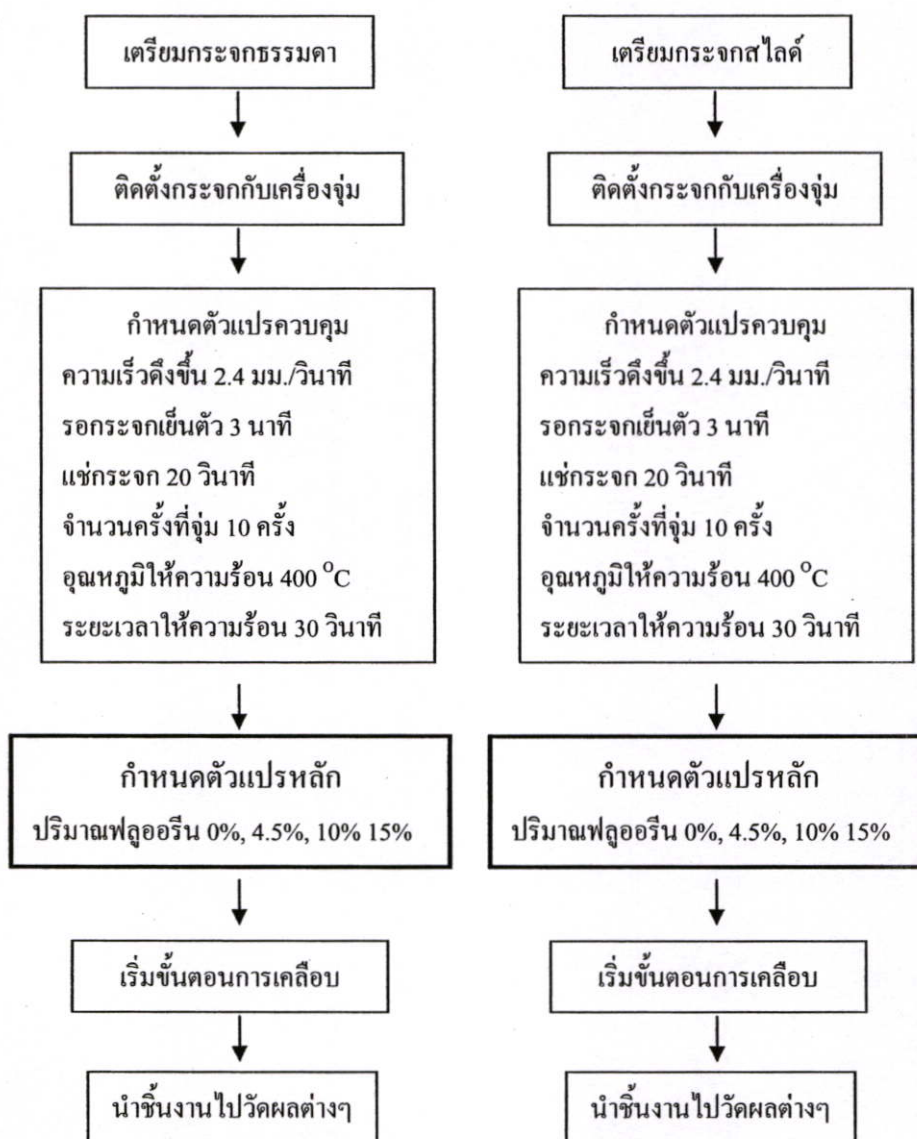 เตรียมกระจกธรรมดา
ติดตั้งกระจกกับเครื่องจุ่ม
กำหนดตัวแปรควบคุม
ความเร็วดึงขึ้น 2.4 มม./วินาที
รอกระจกเย็นตัว 3 นาที
แช่กระจก 20 วินาที
จำนวนครั้งที่จุ่ม 10 ครั้ง
อุณหภูมิให้ความร้อน 400 °C
ระยะเวลาให้ความร้อน 30 วินาที
กำหนดตัวแปรหลัก
ปริมาณฟลูออรีน 0%, 4.5%, 10% 15%
เริ่มขั้นตอนการเคลือบ
นำชิ้นงานไปวัดผลต่างๆ
เตรียมกระจกสไลด์
ติดตั้งกระจกกับเครื่องจุ่ม
กำหนดตัวแปรควบคุม
ความเร็วดึงขึ้น 2.4 มม./วินาที
รอกระจกเย็นตัว 3 นาที
แช่กระจก 20 วินาที
จำนวนครั้งที่จุ่ม 10 ครั้ง
อุณหภูมิให้ความร้อน 400 °C
ระยะเวลาให้ความร้อน 30 วินาที
กำหนดตัวแปรหลัก
ปริมาณฟลูออรีน 0%, 4.5%, 10% 15%
เริ่มขั้นตอนการเคลือบ
นำชิ้นงานไปวัดผลต่างๆ